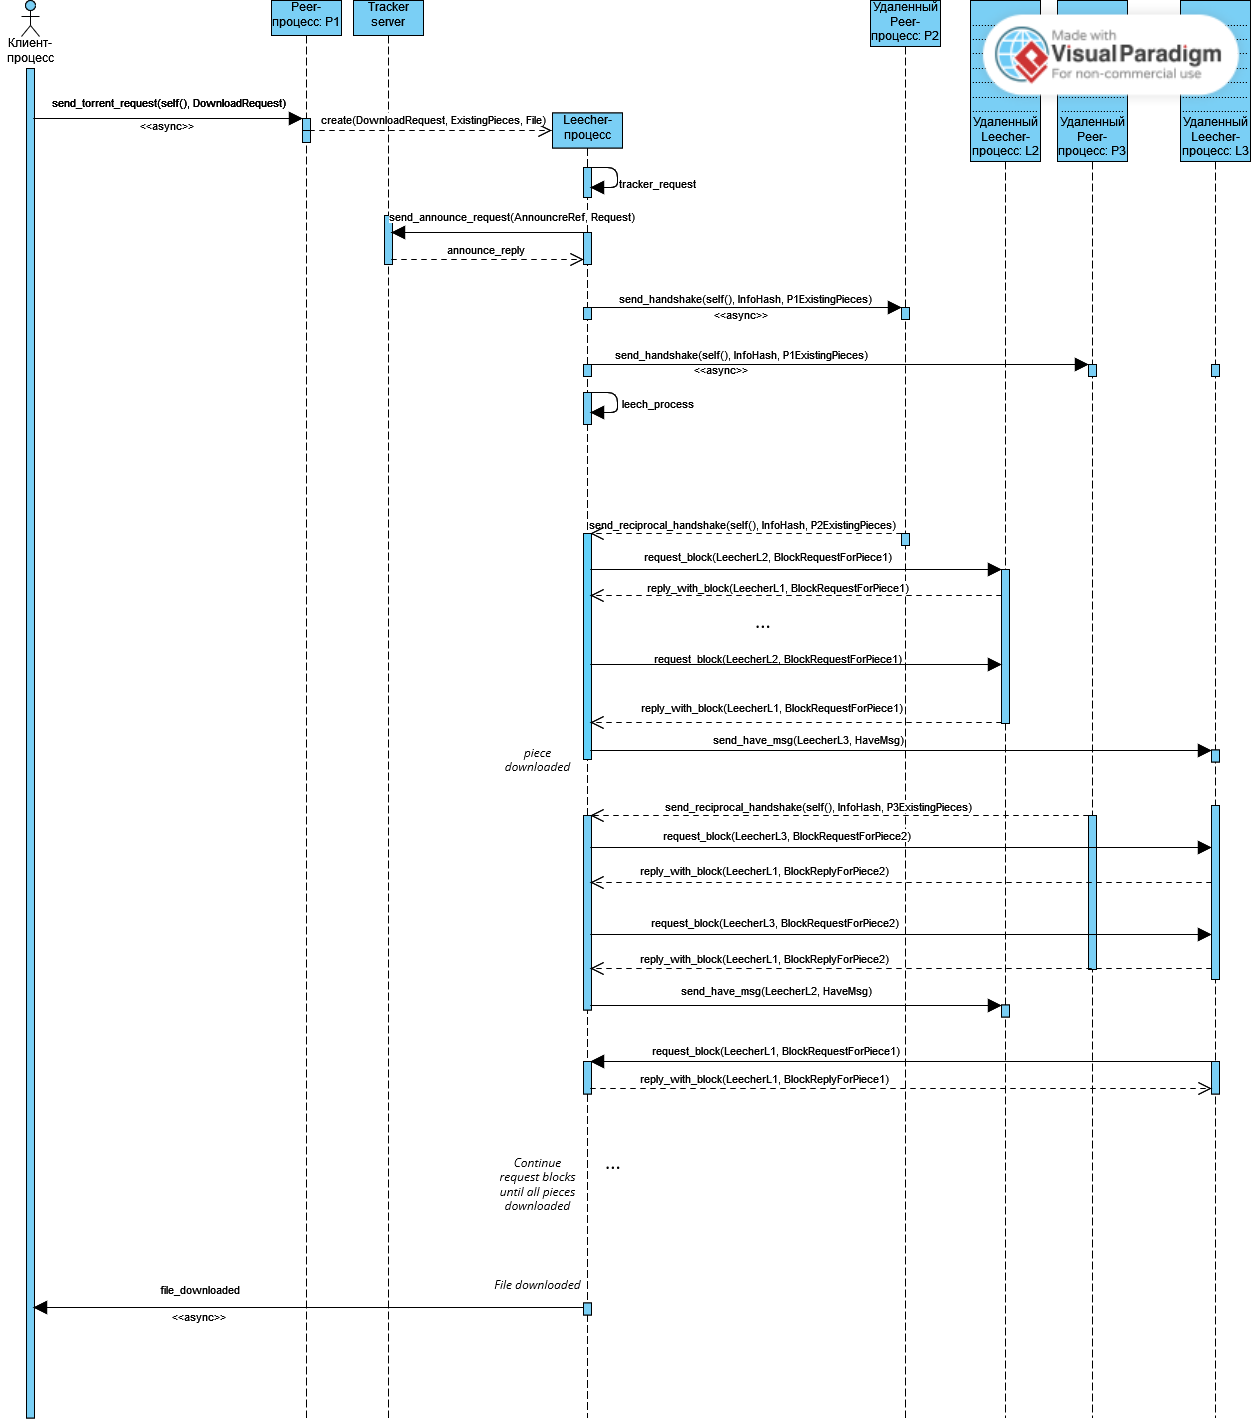 Клиент-
процесс
Peer-
процесс: P1
Tracker
server
Удаленный
Peer-
процесс: P2
Made with
Visual Paradigm
For non-commercial use
Удаленный
Leecher-
процесс: L2
Удаленный
Peer-
процесс: P3
Удаленный
Leecher-
процесс: L3
send_torrent_request(self(), DownloadRequest)
<<async>>
create(DownloadRequest, ExistingPieces, File)
Leecher-
процесс
tracker_request
send_announce_request(AnnouncreRef, Request)
announce_reply
send_handshake(self(), InfoHash, P1ExistingPieces)
<<async>>
send_handshake(self(), InfoHash, P1ExistingPieces)
<<async>>
leech_process
send_reciprocal_handshake(self(), InfoHash, P2ExistingPieces)
request_block(LeecherL2, BlockRequestForPiece1)
reply_with_block(LeecherL1, BlockRequestForPiece1)
...
request_block(LeecherL2, BlockRequestForPiece1)
reply_with_block(LeecherL1, BlockRequestForPiece1)
send_have_msg(LeecherL3, HaveMsg)
piece
downloaded
send_reciprocal_handshake(self(), InfoHash, P3ExistingPieces)
request_block(LeecherL3, BlockRequestForPiece2)
reply_with_block(LeecherL1, BlockReplyForPiece2)
request_block(LeecherL3, BlockRequestForPiece2)
reply_with_block(LeecherL1, BlockReplyForPiece2)
send_have_msg(LeecherL2, HaveMsg)
request_block(LeecherL1, BlockRequestForPiece1)
reply_with_block(LeecherL1, BlockReplyForPiece1)
Continue
request blocks
until all pieces
downloaded
...
File downloaded
file_downloaded
<<async>>